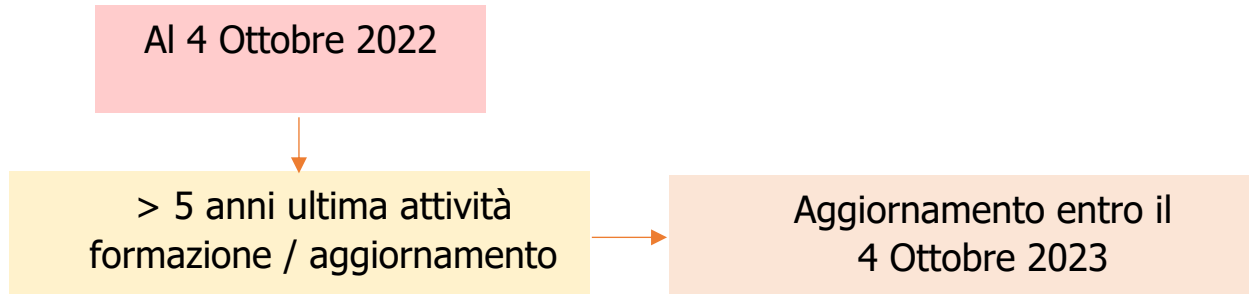 Al 4 Ottobre 2022
> 5 anni ultima attività
formazione / aggiornamento
Aggiornamento entro il
4 Ottobre 2023